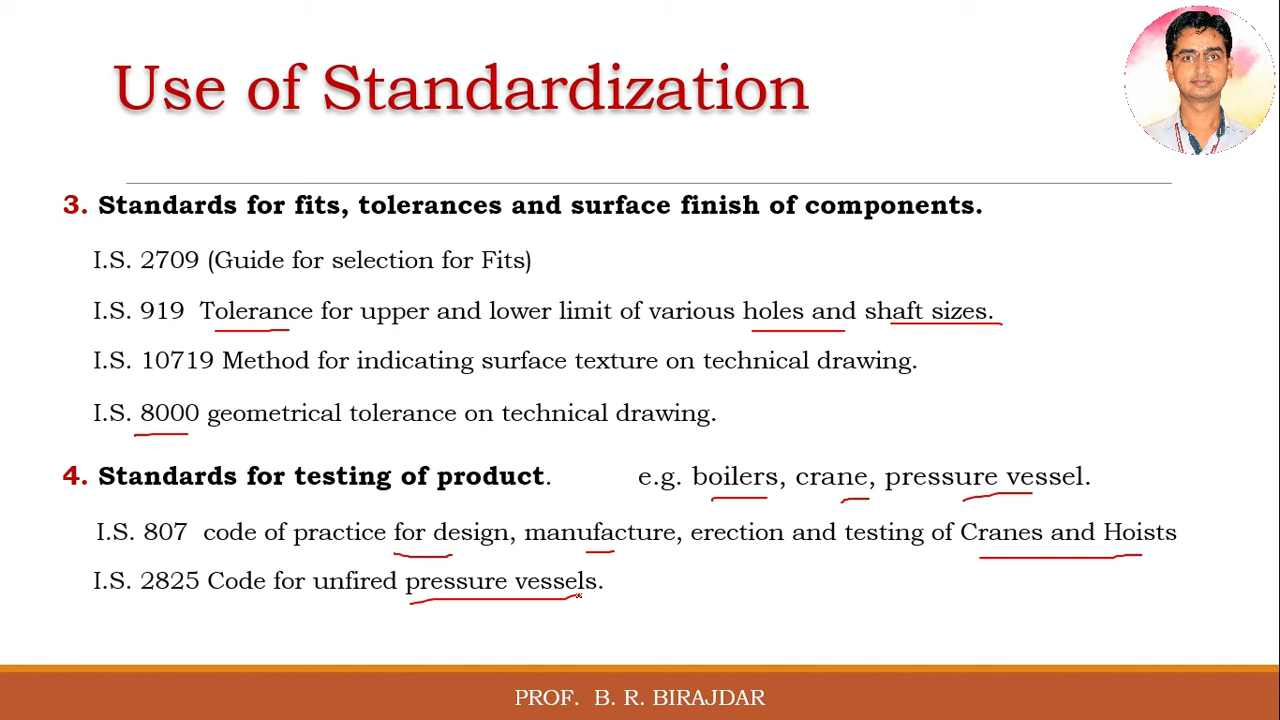 Use of Standardization
3. Standards for fits, tolerances and surface finish of components.
I.S. 2709 (Guide for selection for Fits)
I.S. 919 Tolerance for upper and lower limit of various holes and shaft sizes.
I.S. 10719 Method for indicating surface texture on technical drawing.
I.S. 8000 geometrical tolerance on technical drawing.
4. Standards for testing of product. e.g. boilers, crane, pressure vessel.
I.S. 807 code of practice for design, manufacture, erection and testing of Cranes and Hoists
I.S. 2825 Code for unfired pressure vessels.
PROF. B. R. BIRAJDAR